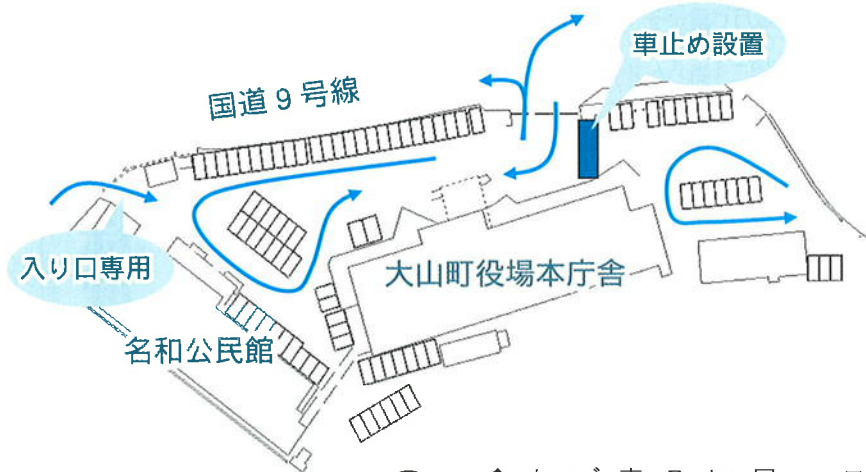 車止め設置
国道9号線
入り口専用
大山町役場本庁舎
名和公民館